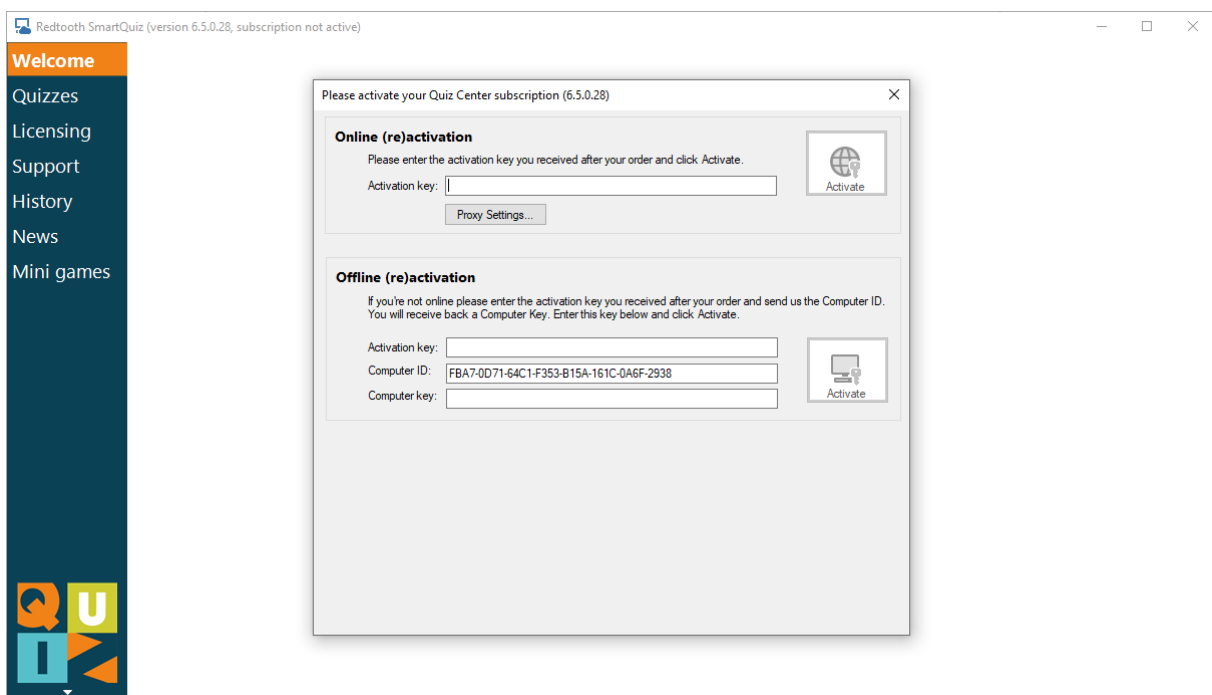 Redtooth SmartQuiz (version 6.5.0.28, subscription not active)
Welcome
Quizzes
Licensing
Support
History
News
Mini games
Please activate your Quiz Center subscription (6.5.0.28)
Online (re)activation
Please enter the activation key you received after your order and click Activate.
Activation key:
Activate
Proxy Settings...
Offline (re)activation
If you're not online please enter the activation key you received after your order and send us the Computer ID.
You will receive back a Computer Key. Enter this key below and click Activate.
Activation key:
Computer ID: FBA7-0D71-64C1-F353-B15A-161C-0A6F-2938
Computer key:
Activate
QU
IZ